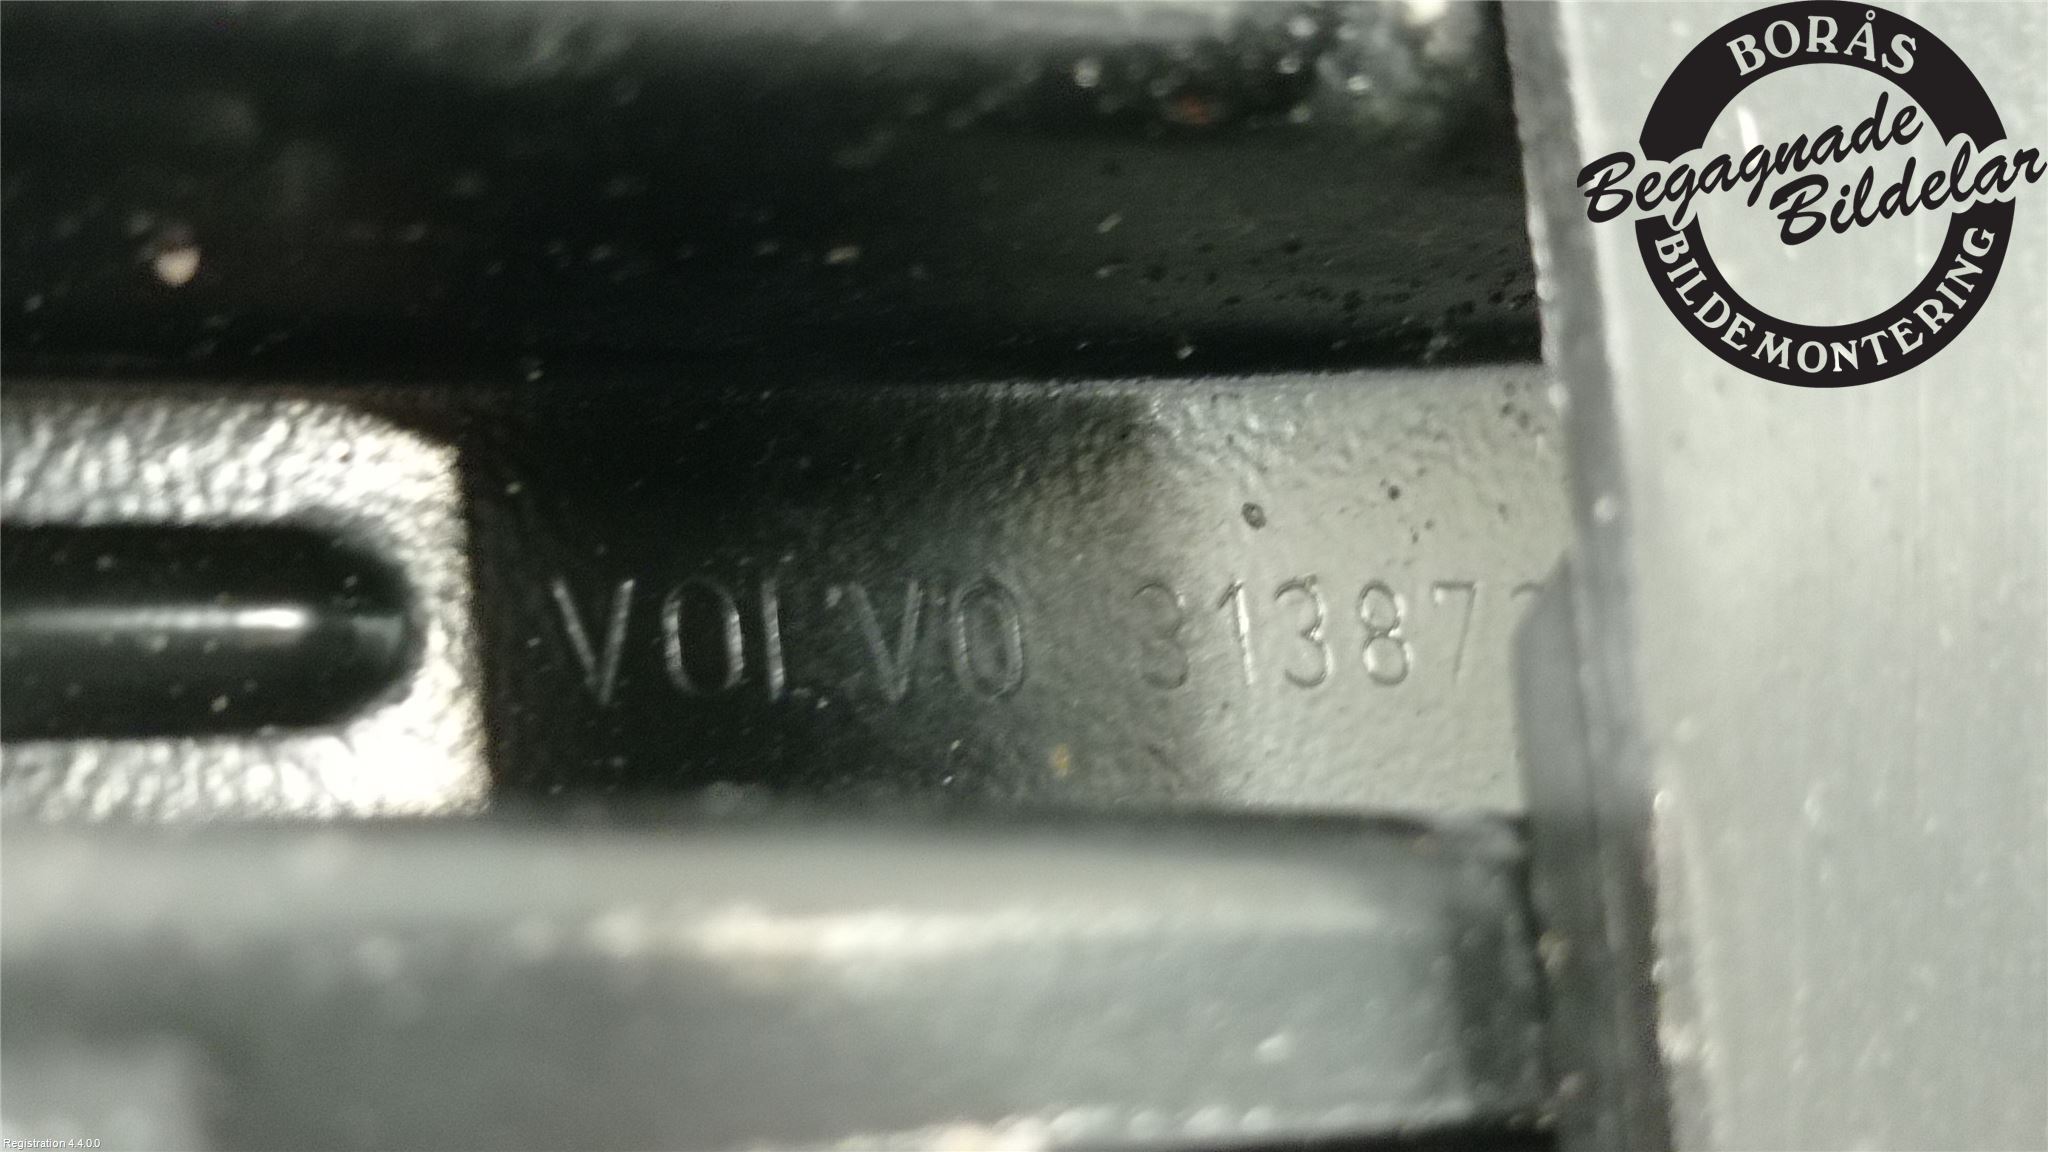 BORÅS
Begagnade
Bildelar
BILDEMONTERING
VOLVO 31387
Registration 4.4.0.0